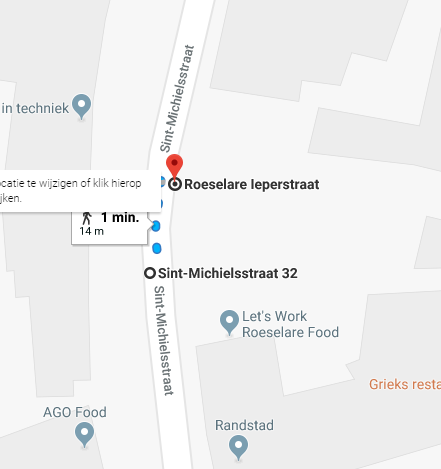 Sint-Michielsstraat
in techniek
catie te wijzigen of klik hierop
jken.
Roeselare Ieperstraat
1 min.
14 m
Sint-Michielsstraat 32
Sint-Michielsstraat
Let's Work
Roeselare Food
Grieks resta
AGO Food
Randstad